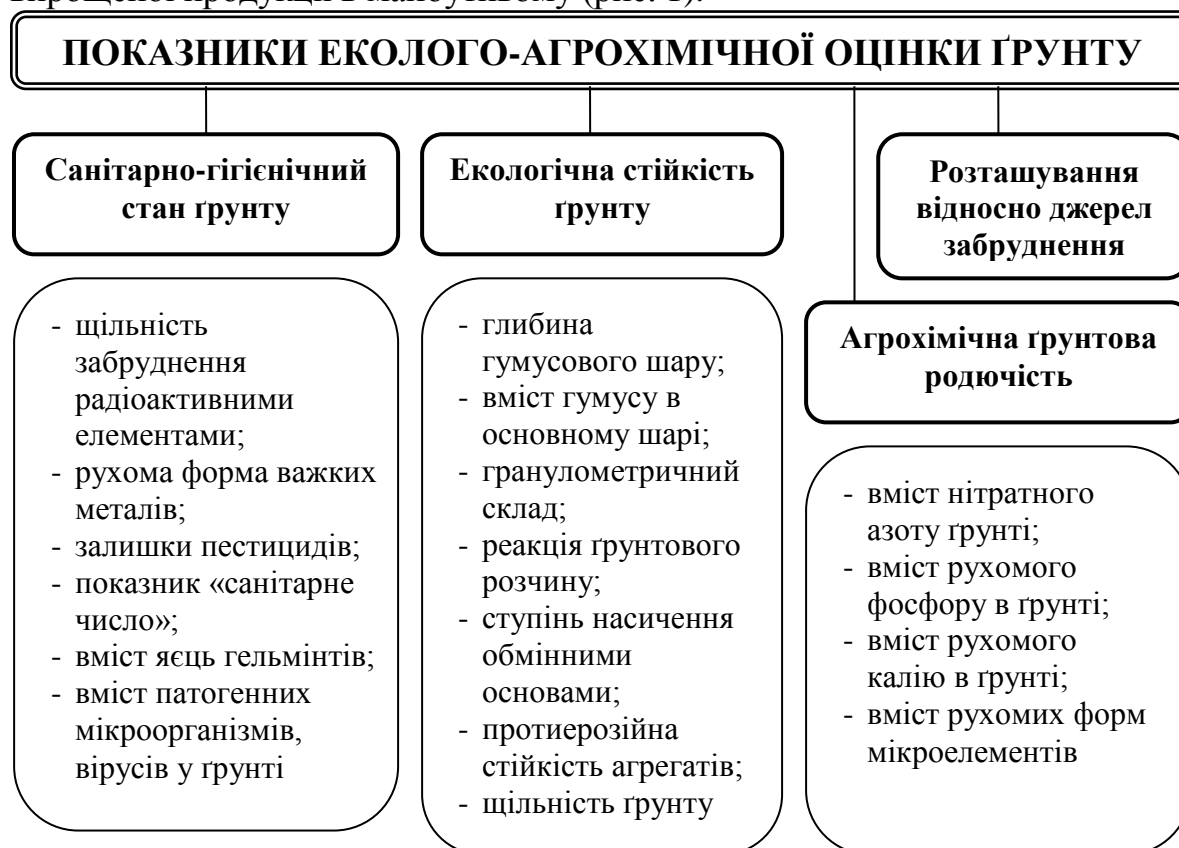 ПОКАЗНИКИ ЕКОЛОГО-АГРОХІМІЧНОЇ ОЦІНКИ ҐРУНТУ
Санітарно-гігієнічний
стан ґрунту
Екологічна стійкість
ґрунту
Розташування
відносно джерел
забруднення
Агрохімічна ґрунтова
родючість
- щільність
забруднення
радіоактивними
елементами;
- рухома форма важких
металів;
- залишки пестицидів;
- показник «санітарне
число»;
- вміст яєць гельмінтів;
- вміст патогенних
мікроорганізмів,
вірусів у ґрунті
- глибина
гумусового шару;
- вміст гумусу в
основному шарі;
- гранулометричний
склад;
- реакція ґрунтового
розчину;
- ступінь насичення
обмінними
основами;
- протиерозійна
стійкість агрегатів;
- щільність ґрунту
- вміст нітратного
азоту ґрунті;
- вміст рухомого
фосфору в ґрунті;
- вміст рухомого
калію в ґрунті;
- вміст рухомих форм
мікроелементів